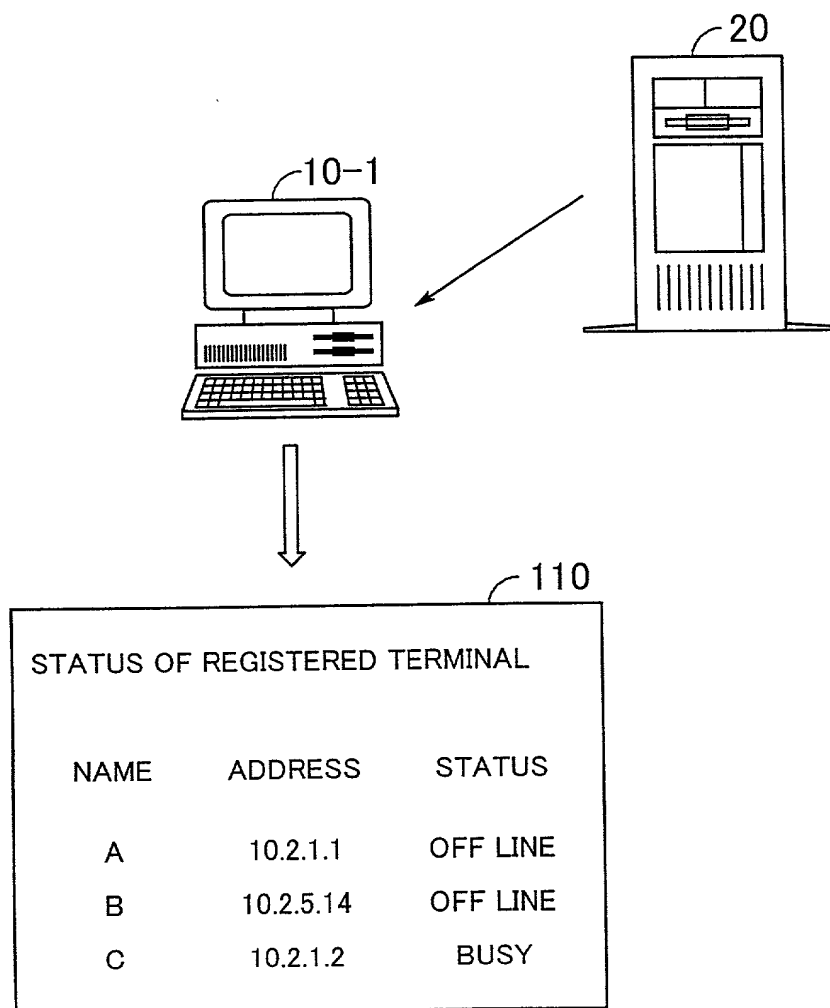 20
10-1
110
STATUS OF REGISTERED TERMINAL
NAME ADDRESS STATUS
A 10.2.1.1 OFF LINE
B 10.2.5.14 OFF LINE
C 10.2.1.2 BUSY